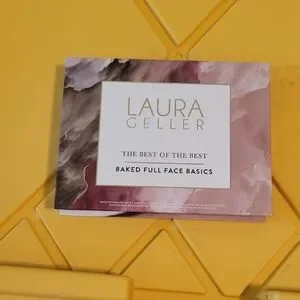 LAURA
GELLER
THE BEST OF THE BEST
BAKED FULL FACE BASICS